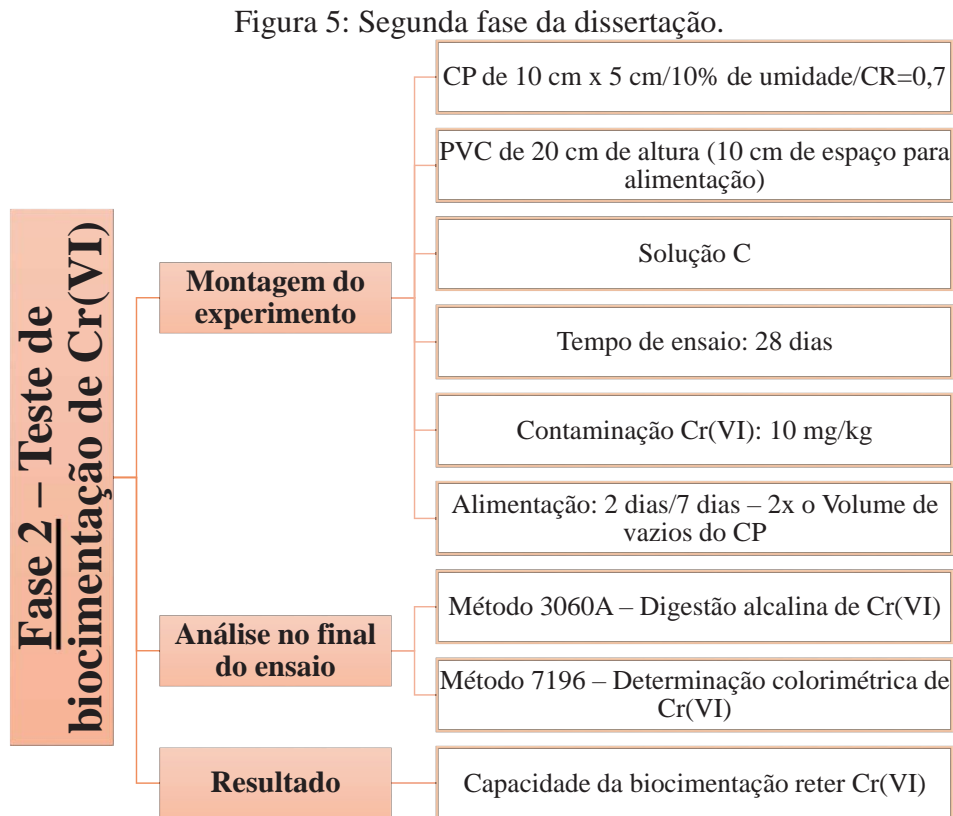 Figura 5: Segunda fase da dissertação.
Fase 2 – Teste de
biocimentação de Cr(VI)
Montagem do
experimento
CP de 10 cm x 5 cm/10% de umidade/CR=0,7
PVC de 20 cm de altura (10 cm de espaço para
alimentação)
Solução C
Tempo de ensaio: 28 dias
Contaminação Cr(VI): 10 mg/kg
Alimentação: 2 dias/7 dias – 2x o Volume de
vazios do CP
Análise no final
do ensaio
Método 3060A – Digestão alcalina de Cr(VI)
Método 7196 – Determinação colorimétrica de
Cr(VI)
Resultado
Capacidade da biocimentação reter Cr(VI)